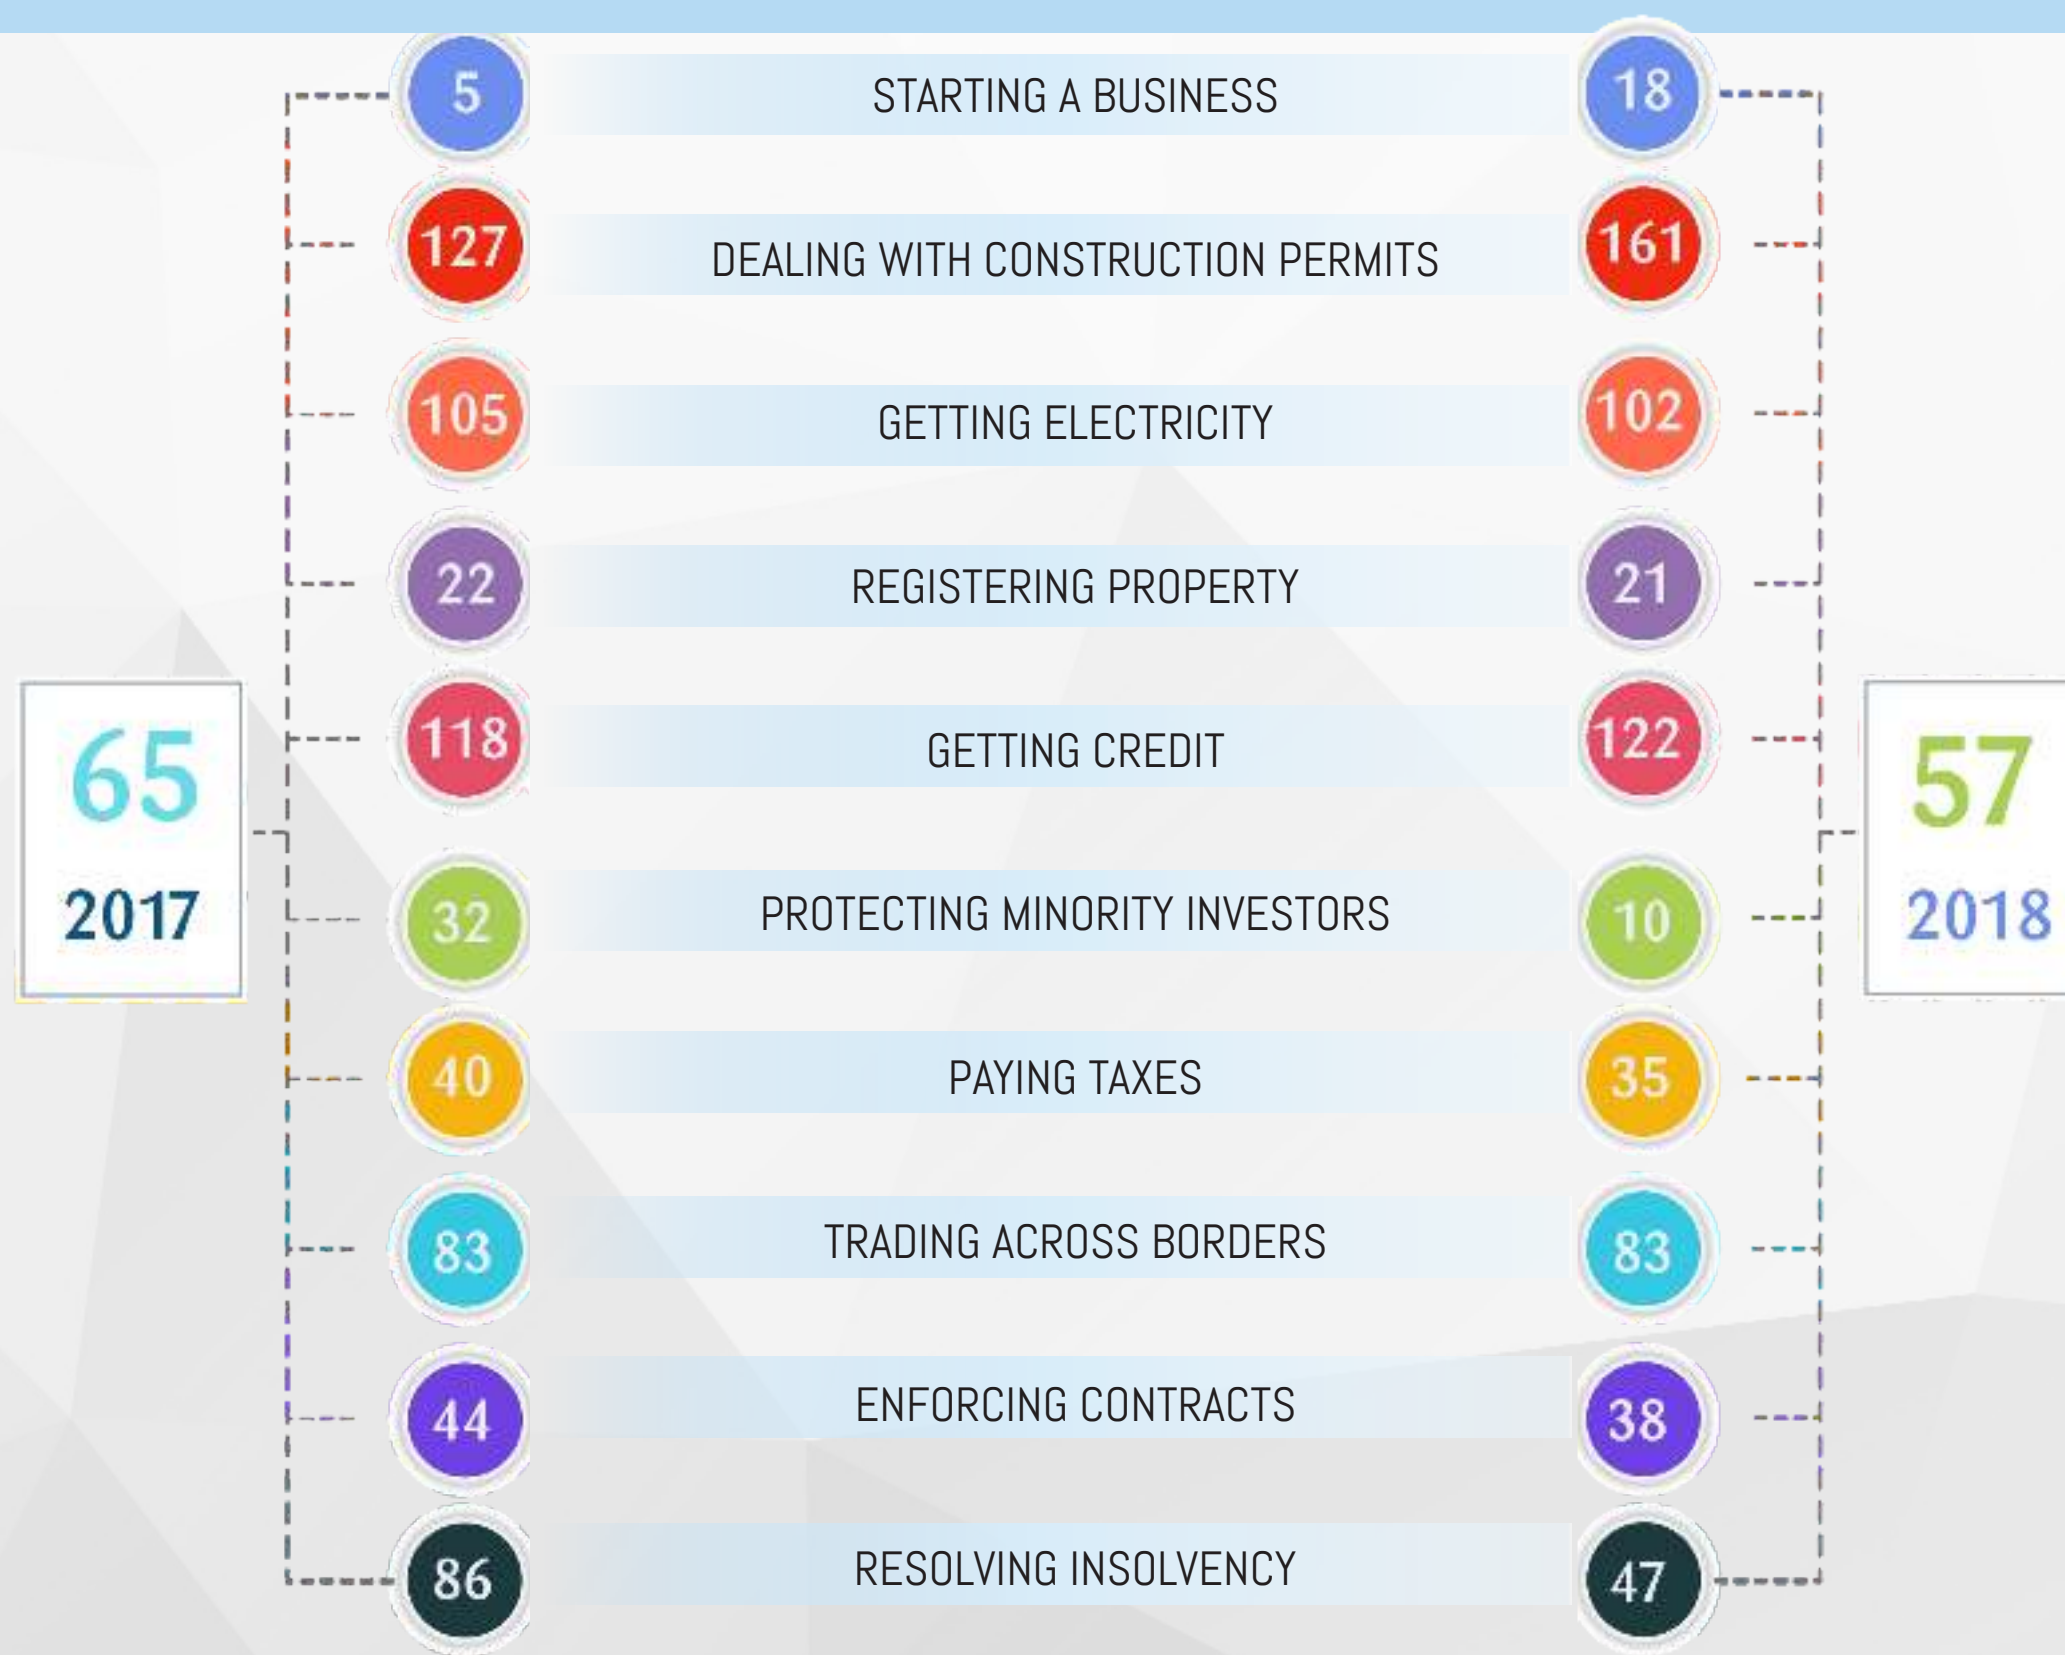 5 STARTING A BUSINESS 18
127 DEALING WITH CONSTRUCTION PERMITS 161
105 GETTING ELECTRICITY 102
22 REGISTERING PROPERTY 21
118 GETTING CREDIT 122
65 57
2017 32 PROTECTING MINORITY INVESTORS 10 2018
40 PAYING TAXES 35
83 TRADING ACROSS BORDERS 83
44 ENFORCING CONTRACTS 38
86 RESOLVING INSOLVENCY 47